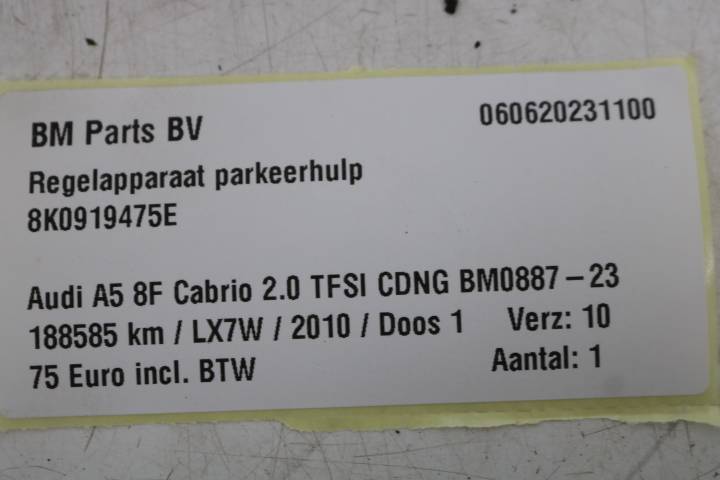 BM Parts BV 060620231100
Regelapparaat parkeerhulp
8K0919475E
Audi A5 8F Cabrio 2.0 TFSI CDNG BM0887-23
188585 km / LX7W / 2010 / Doos 1 Verz: 10
75 Euro incl. BTW Aantal: 1